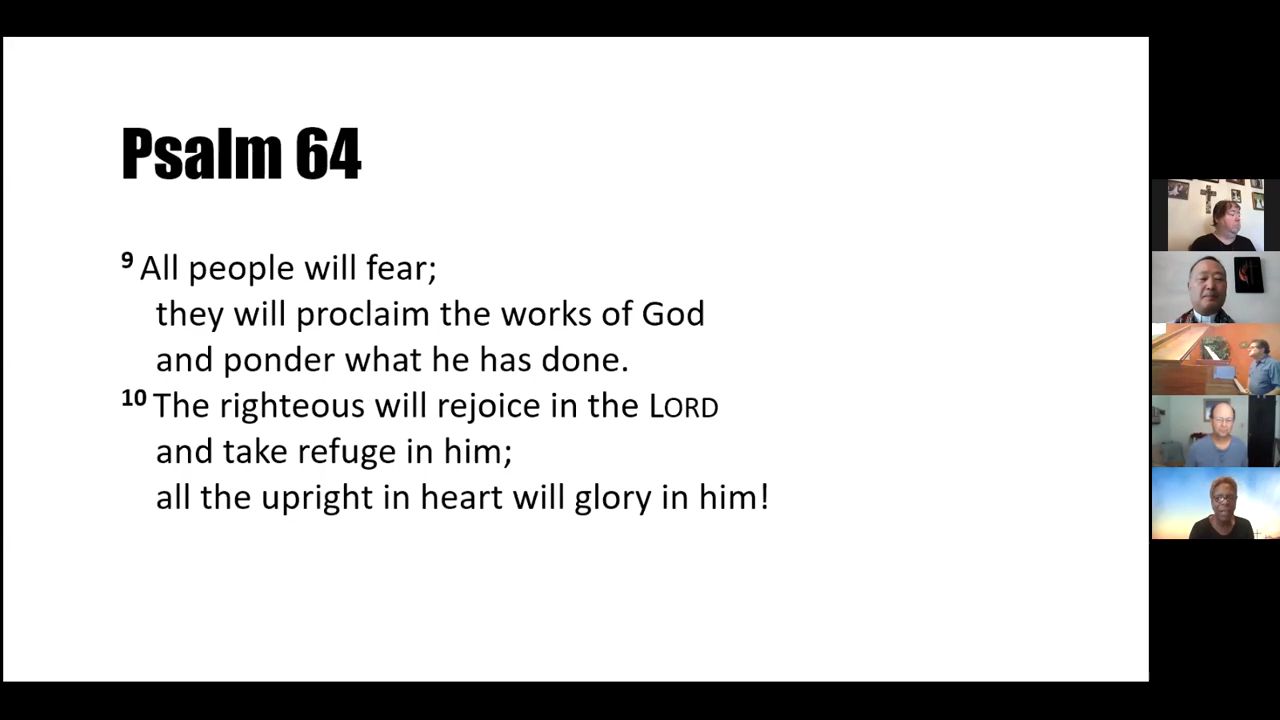 Psalm 64
9 All people will fear;
they will proclaim the works of God
and ponder what he has done.
10 The righteous will rejoice in the LORD
and take refuge in him;
all the upright in heart will glory in him!